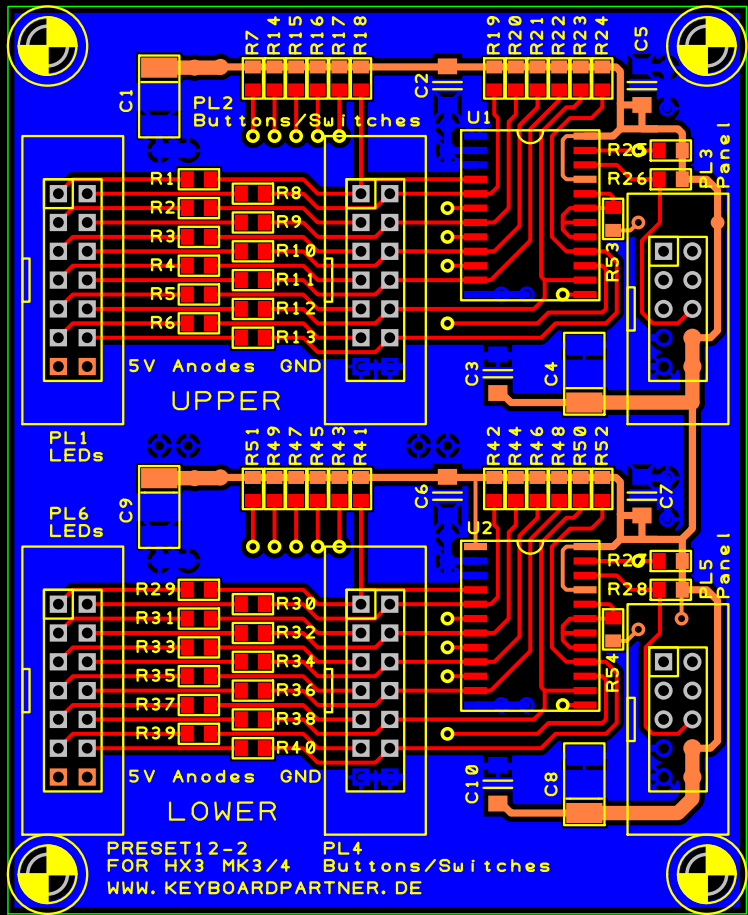 R7 R14 R15 R16 R17 R18
R19 R20 R21 R22 R23 R24
C5
C1
PL2
Buttons/Switches
C2
U1
R26
PL3
Panel
R1
R8
R2
R9
R3
R10
R53
R4
R11
R5
R12
R6
R13
5V Anodes GND
C3
C4
UPPER
PL1
LEDs
R51 R49 R47 R45 R43 R41
R42 R44 R46 R48 R50 R52
C9
C6
C7
PL6
LEDs
U2
R28
PL5
Panel
R29
R30
R31
R32
R33
R34
R54
R35
R36
R37
R38
R39
R40
5V Anodes GND
C10
C8
LOWER
PRESET12-2
FOR HX3 MK3/4
WWW.KEYBOARDPARTNER.DE
PL4
Buttons/Switches